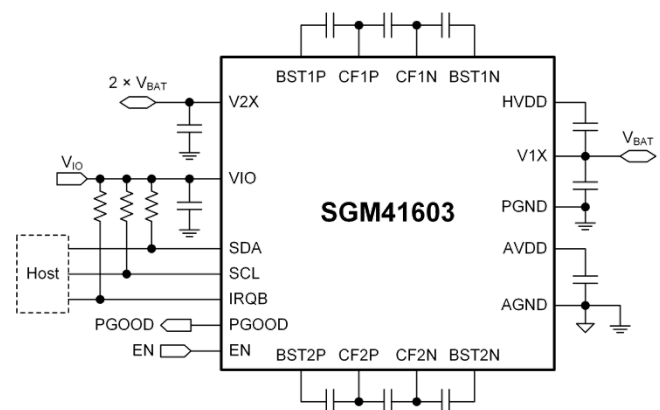 BST1P CF1P CF1N BST1N
2 × VBAT
V2X
HVDD
VBAT
VIO
VIO
V1X
SGM41603
PGND
SDA
AVDD
Host
SCL
IRQB
AGND
PGOOD
PGOOD
EN
EN
BST2P CF2P CF2N BST2N